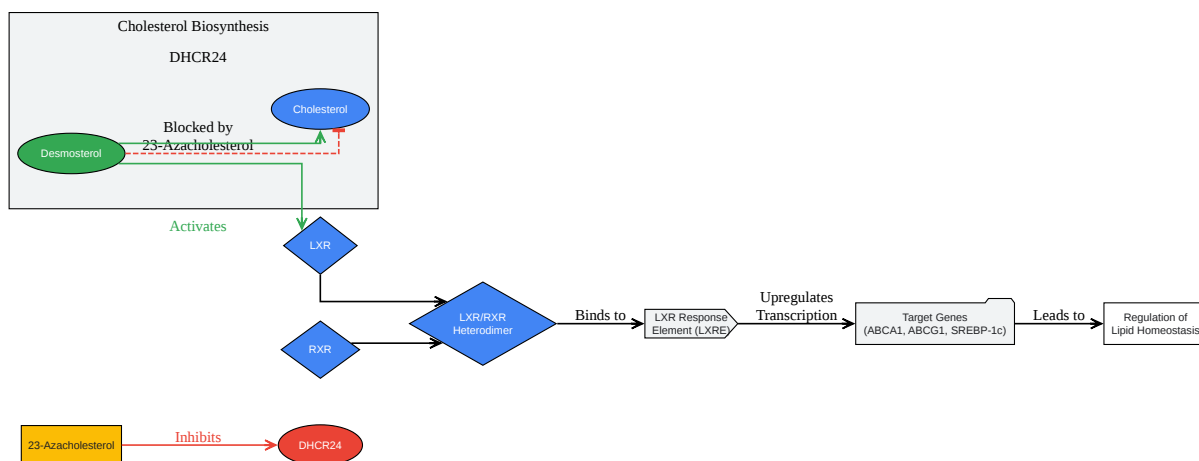 Cholesterol Biosynthesis
DHCR24
Cholesterol
Blocked by
23-Azacholesterol
Desmosterol
Activates
LXR
LXR/RXR
Heterodimer
Binds to
LXR Response
Element (LXRE)
Upregulates
Transcription
Target Genes
(ABCA1, ABCG1, SREBP-1c)
Leads to
Regulation of
Lipid Homeostasis
RXR
23-Azacholesterol
Inhibits
DHCR24